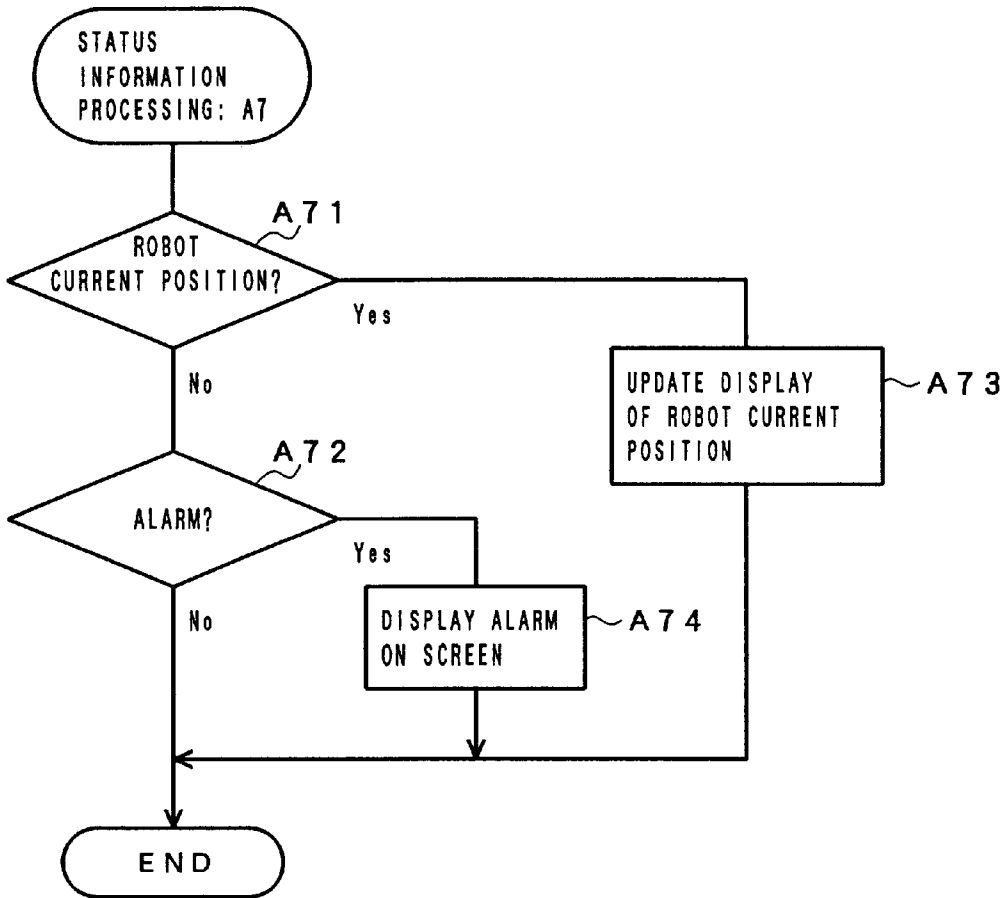 STATUS
INFORMATION
PROCESSING: A7
A71
ROBOT
CURRENT POSITION?
Yes
No
UPDATE DISPLAY
OF ROBOT CURRENT
POSITION
A73
A72
ALARM?
Yes
No
DISPLAY ALARM
ON SCREEN
A74
END